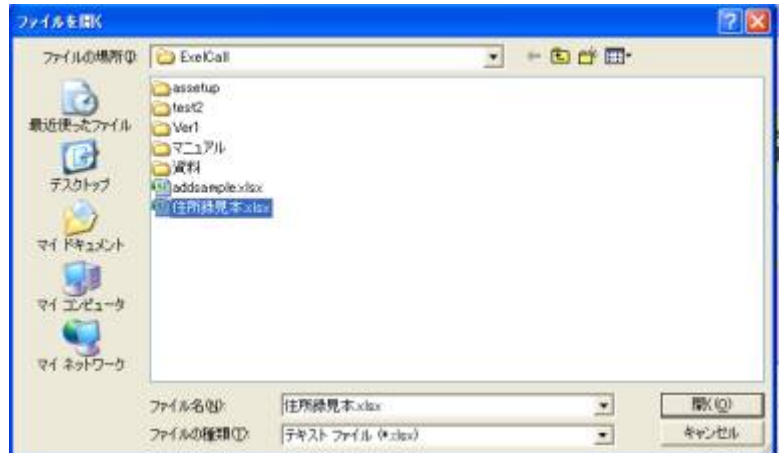 ファイルを開く
ファイルの場所(I):
ExelCall
最近使ったファイル
デスクトップ
マイ ドキュメント
マイ コンピュータ
マイ ネットワーク
assetup
test2
Ver1
マニュアル
資料
addsample.xlsx
住所録見本.xlsx
ファイル名(N):
住所録見本.xlsx
開く(O)
ファイルの種類(T):
テキスト ファイル (*.xlsx)
キャンセル